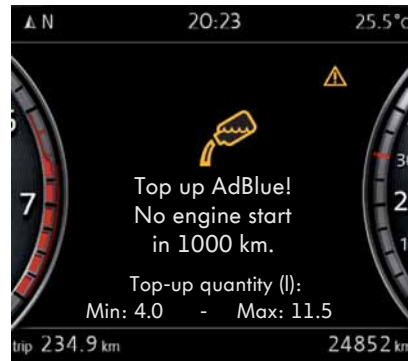 N 20:23 25.5°c
7
Top up AdBlue!
No engine start
in 1000 km.
Top-up quantity (l):
Min: 4.0 - Max: 11.5
trip 234.9 km 24852 km